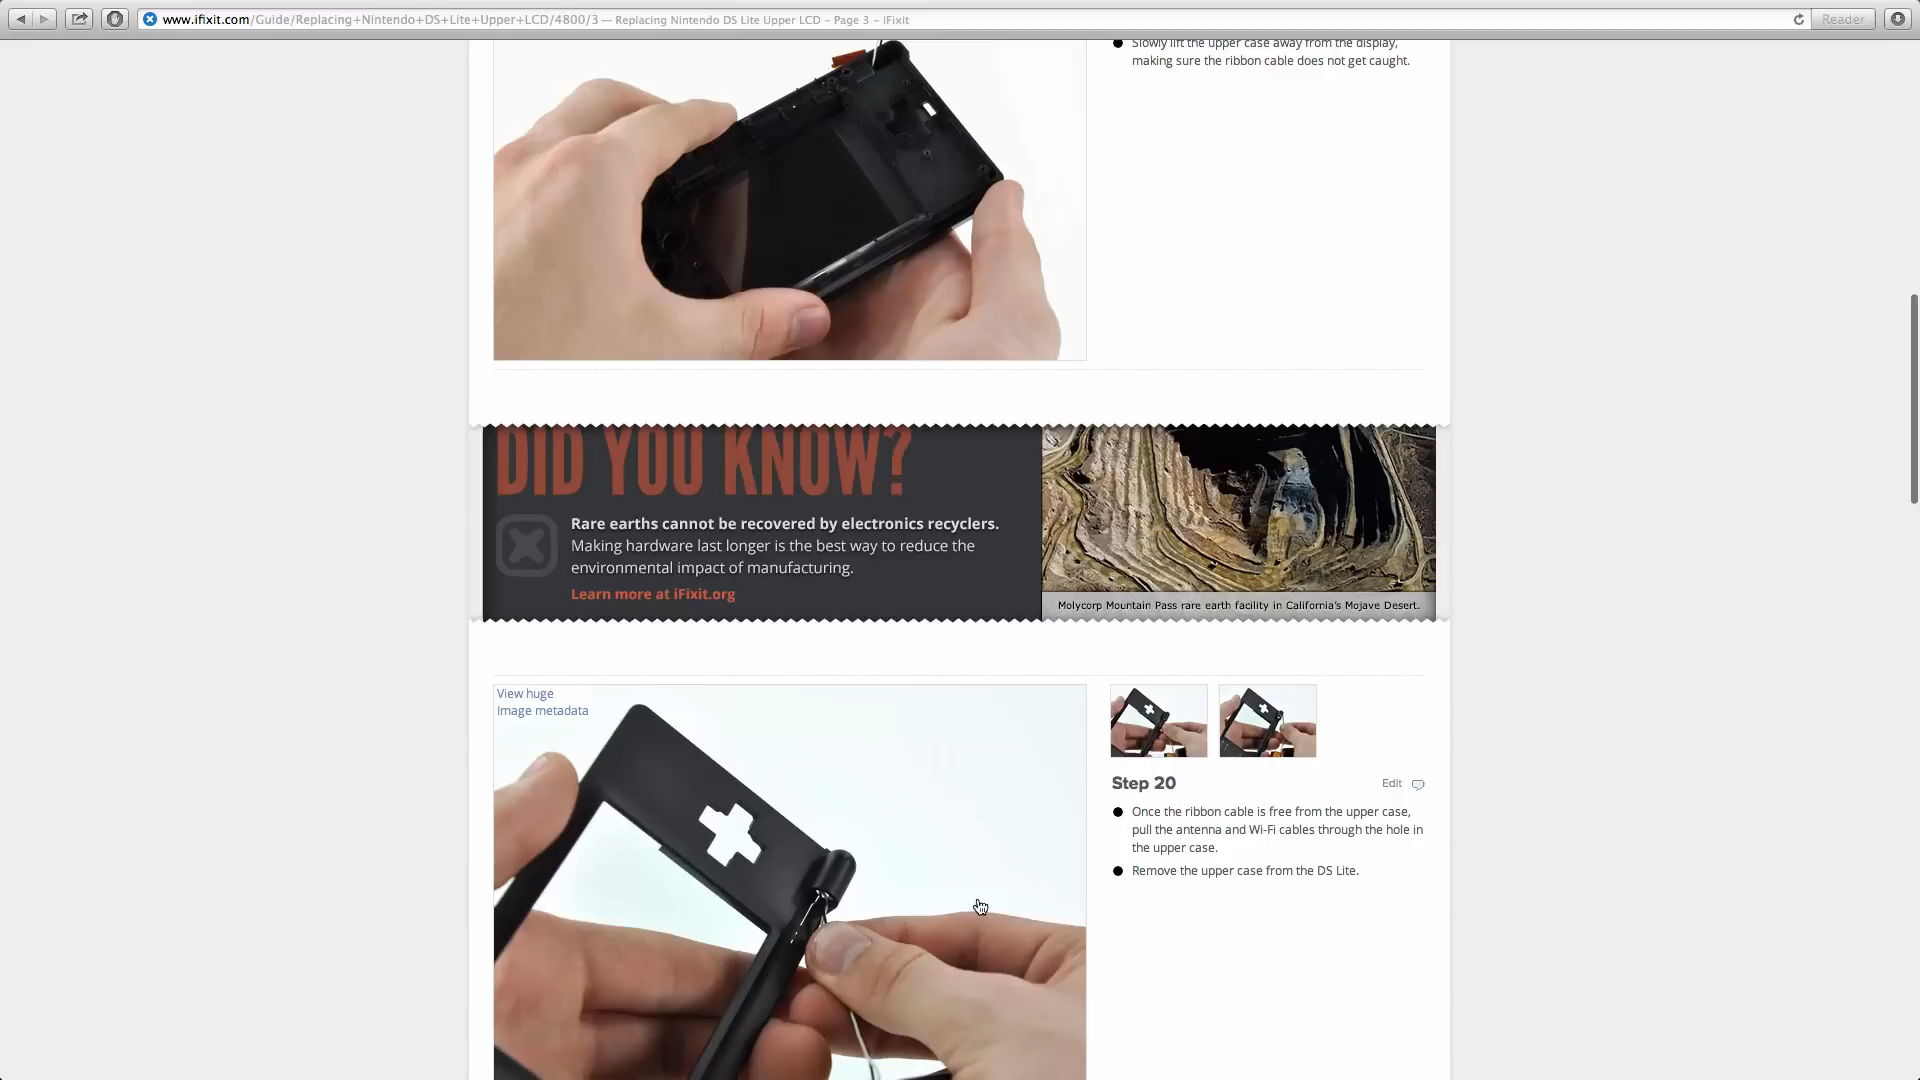 www.ifixit.com/Guide/Replacing+Nintendo+DS+Lite+Upper+LCD/4800/3 — Replacing Nintendo DS Lite Upper LCD – Page 3 – iFixit
Reader
Slowly lift the upper case away from the display,
making sure the ribbon cable does not get caught.
DID YOU KNOW?
Rare earths cannot be recovered by electronics recyclers.
Making hardware last longer is the best way to reduce the
environmental impact of manufacturing.
Learn more at iFixit.org
Molycorp Mountain Pass rare earth facility in California's Mojave Desert.
View huge
Image metadata
Step 20
Edit
Once the ribbon cable is free from the upper case,
pull the antenna and Wi-Fi cables through the hole in
the upper case.
Remove the upper case from the DS Lite.